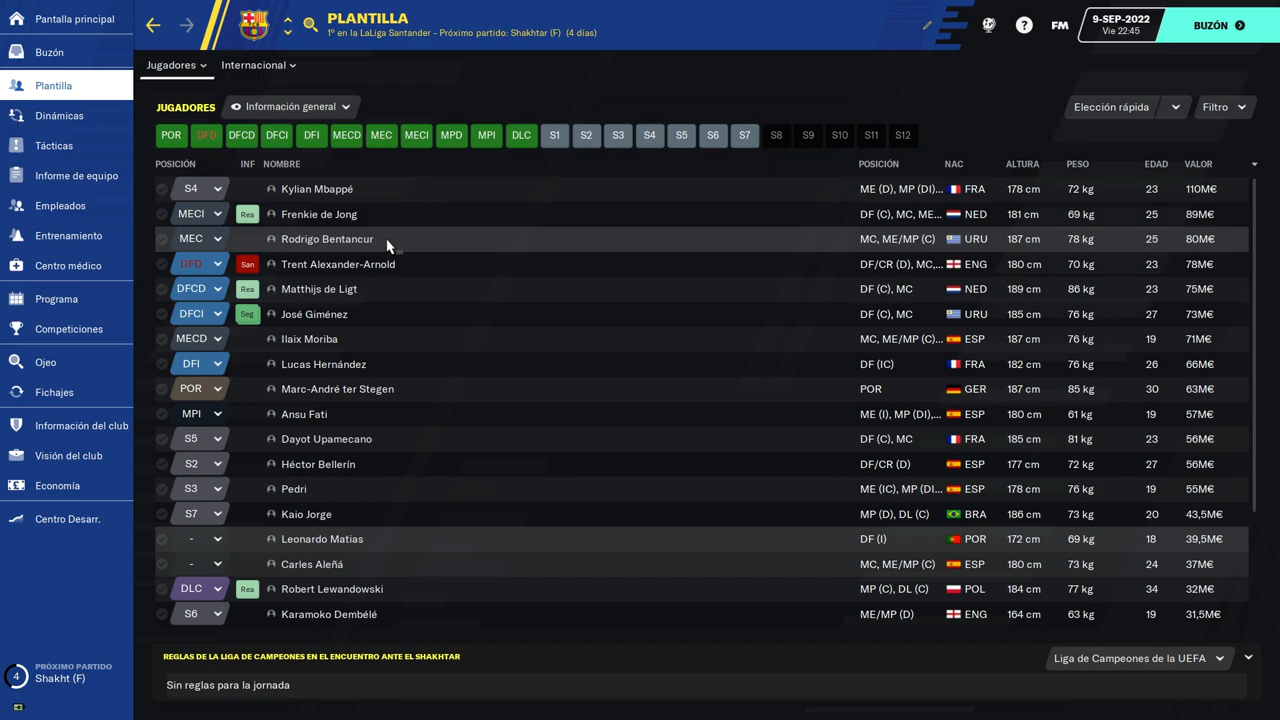 Pantalla principal
Buzón
Plantilla
Dinámicas
Tácticas
Informe de equipo
Empleados
Entrenamiento
Centro médico
Programa
Competiciones
Ojeo
Fichajes
Información del club
Visión del club
Economía
Centro Desarr.
4 PRÓXIMO PARTIDO
Shakht (F)
PLANTILLA
1º en la LaLiga Santander - Próximo partido: Shakhtar (F) (4 días)
FM
9-SEP-2022
Vie 22:45
BUZÓN
Jugadores Internacional
JUGADORES Información general Elección rápida Filtro
POR DFD DFCD DFCI DFI MECD MEC MECI MPD MPI DLC S1 S2 S3 S4 S5 S6 S7 S8 S9 S10 S11 S12
POSICIÓN INF NOMBRE POSICIÓN NAC ALTURA PESO EDAD VALOR
S4 Kylian Mbappé ME (D), MP (DI)... FRA 178 cm 72 kg 23 110M€
MECI Rea Frenkie de Jong DF (C), MC, ME... NED 181 cm 69 kg 25 89M€
MEC Rodrigo Bentancur MC, ME/MP (C) URU 187 cm 78 kg 25 80M€
DFD San Trent Alexander-Arnold DF/CR (D), MC,... ENG 180 cm 70 kg 23 78M€
DFCD Rea Matthijs de Ligt DF (C), MC NED 189 cm 86 kg 23 75M€
DFCI Seg José Giménez DF (C), MC URU 185 cm 76 kg 27 73M€
MECD Ilaix Moriba MC, ME/MP (C)... ESP 187 cm 76 kg 19 71M€
DFI Lucas Hernández DF (IC) FRA 182 cm 76 kg 26 66M€
POR Marc-André ter Stegen POR GER 187 cm 85 kg 30 63M€
MPI Ansu Fati ME (I), MP (DI),... ESP 180 cm 61 kg 19 57M€
S5 Dayot Upamecano DF (C), MC FRA 185 cm 81 kg 23 56M€
S2 Héctor Bellerín DF/CR (D) ESP 177 cm 72 kg 27 56M€
S3 Pedri ME (IC), MP (DI... ESP 178 cm 76 kg 19 55M€
S7 Kaio Jorge MP (D), DL (C) BRA 186 cm 73 kg 20 43,5M€
- Leonardo Matias DF (I) POR 172 cm 69 kg 18 39,5M€
- Carles Aleñá MC, ME/MP (C) ESP 180 cm 73 kg 24 37M€
DLC Rea Robert Lewandowski MP (C), DL (C) POL 184 cm 77 kg 34 32M€
S6 Karamoko Dembélé ME/MP (D) ENG 164 cm 63 kg 19 31,5M€
REGLAS DE LA LIGA DE CAMPEONES EN EL ENCUENTRO ANTE EL SHAKHTAR
Liga de Campeones de la UEFA
Sin reglas para la jornada